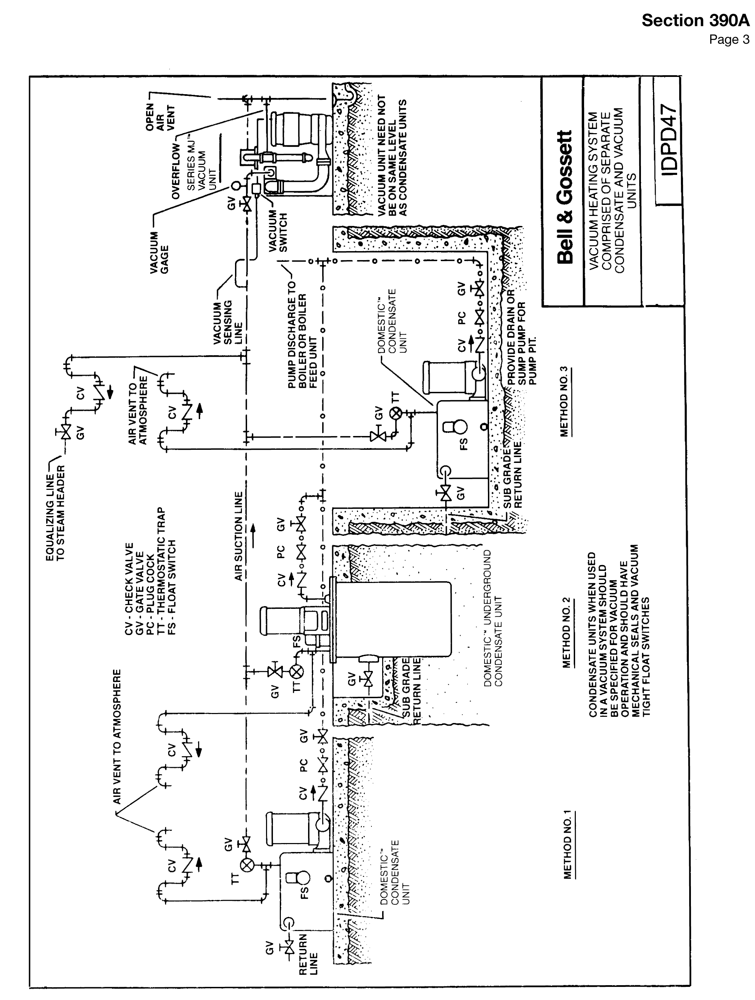 Section 390A
Page 3
EQUALIZING LINE
TO STEAM HEADER
GV
CV
AIR VENT TO
ATMOSPHERE
CV
OPEN
AIR
VENT
OVERFLOW
SERIES MJ™
VACUUM
UNIT
VACUUM
GAGE
GV
VACUUM
SENSING
LINE
VACUUM
SWITCH
AIR VENT TO ATMOSPHERE
CV
CV
CV - CHECK VALVE
GV - GATE VALVE
PC - PLUG COCK
TT - THERMOSTATIC TRAP
FS - FLOAT SWITCH
AIR SUCTION LINE
PUMP DISCHARGE TO
BOILER OR BOILER
FEED UNIT
TT
GV
GV
RETURN
LINE
FS
CV
PC
GV
DOMESTIC™
CONDENSATE
UNIT
GV
TT
FS
CV
PC
GV
GV
SUB GRADE
RETURN LINE
DOMESTIC™ UNDERGROUND
CONDENSATE UNIT
GV
TT
DOMESTIC™
CONDENSATE
UNIT
FS
GV
CV
PC
GV
SUB GRADE
RETURN LINE
PROVIDE DRAIN OR
SUMP PUMP FOR
PUMP PIT.
VACUUM UNIT NEED NOT
BE ON SAME LEVEL
AS CONDENSATE UNITS
METHOD NO. 1
METHOD NO. 2
METHOD NO. 3
CONDENSATE UNITS WHEN USED
IN A VACUUM SYSTEM SHOULD
BE SPECIFIED FOR VACUUM
OPERATION AND SHOULD HAVE
MECHANICAL SEALS AND VACUUM
TIGHT FLOAT SWITCHES
Bell & Gossett
VACUUM HEATING SYSTEM
COMPRISED OF SEPARATE
CONDENSATE AND VACUUM
UNITS
IDPD47